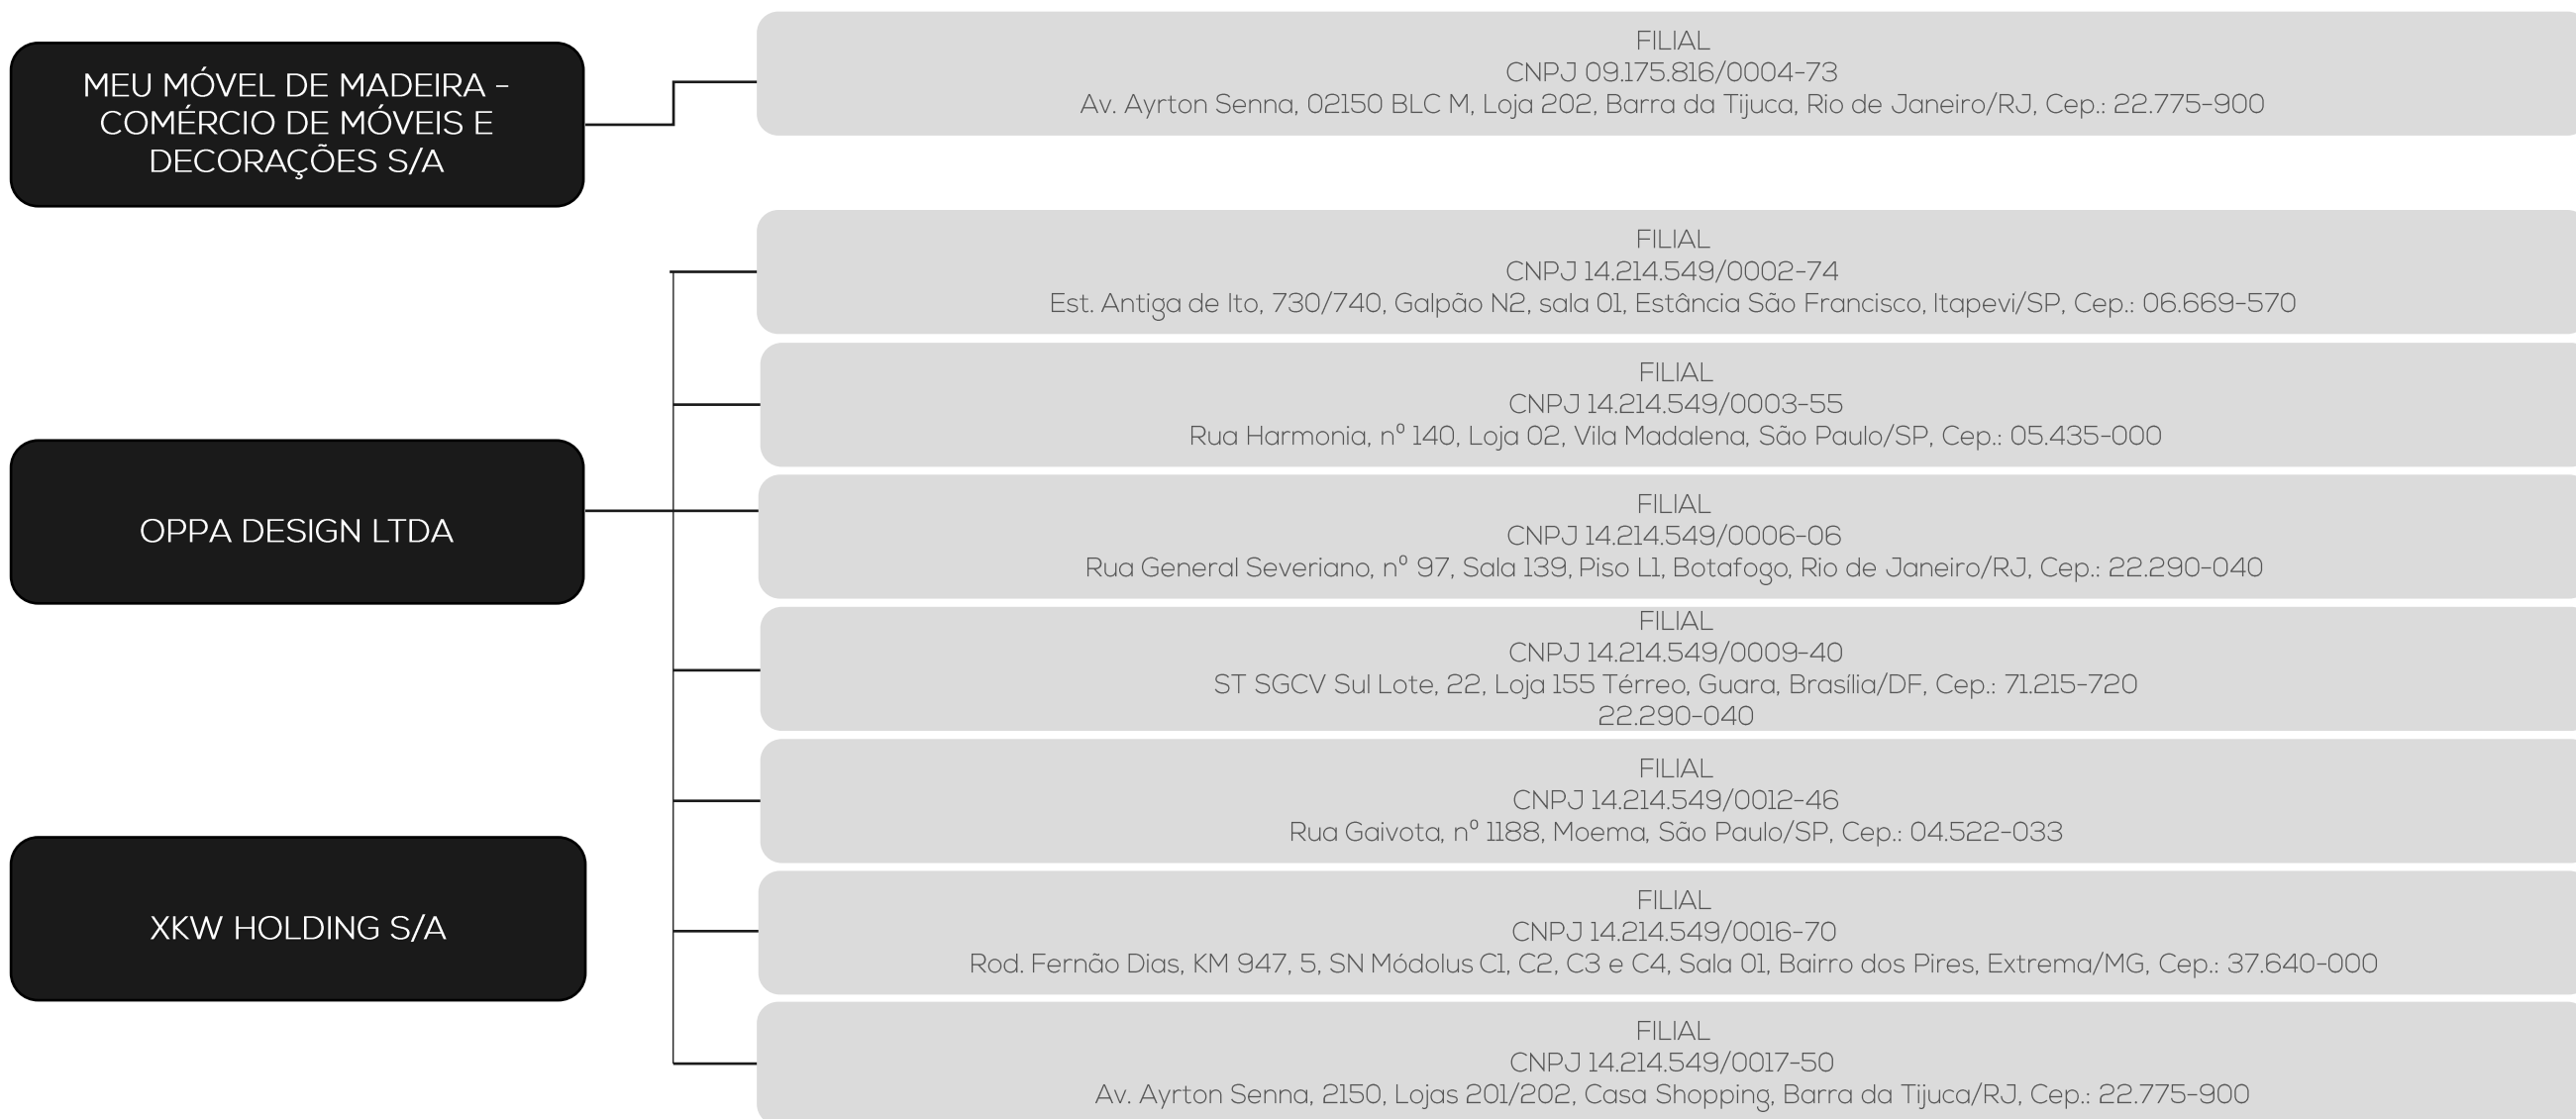 MEU MÓVEL DE MADEIRA -
COMÉRCIO DE MÓVEIS E
DECORAÇÕES S/A
FILIAL
CNPJ 09.175.816/0004-73
Av. Ayrton Senna, 02150 BLC M, Loja 202, Barra da Tijuca, Rio de Janeiro/RJ, Cep.: 22.775-900
OPPA DESIGN LTDA
FILIAL
CNPJ 14.214.549/0002-74
Est. Antiga de Ito, 730/740, Galpão N2, sala 01, Estância São Francisco, Itapevi/SP, Cep.: 06.669-570
FILIAL
CNPJ 14.214.549/0003-55
Rua Harmonia, nº 140, Loja 02, Vila Madalena, São Paulo/SP, Cep.: 05.435-000
FILIAL
CNPJ 14.214.549/0006-06
Rua General Severiano, nº 97, Sala 139, Piso L1, Botafogo, Rio de Janeiro/RJ, Cep.: 22.290-040
FILIAL
CNPJ 14.214.549/0009-40
ST SGCV Sul Lote, 22, Loja 155 Térreo, Guara, Brasília/DF, Cep.: 71.215-720
22.290-040
FILIAL
CNPJ 14.214.549/0012-46
Rua Gaivota, nº 1188, Moema, São Paulo/SP, Cep.: 04.522-033
FILIAL
CNPJ 14.214.549/0016-70
Rod. Fernão Dias, KM 947, 5, SN Módolus C1, C2, C3 e C4, Sala 01, Bairro dos Pires, Extrema/MG, Cep.: 37.640-000
FILIAL
CNPJ 14.214.549/0017-50
Av. Ayrton Senna, 2150, Lojas 201/202, Casa Shopping, Barra da Tijuca/RJ, Cep.: 22.775-900
XKW HOLDING S/A